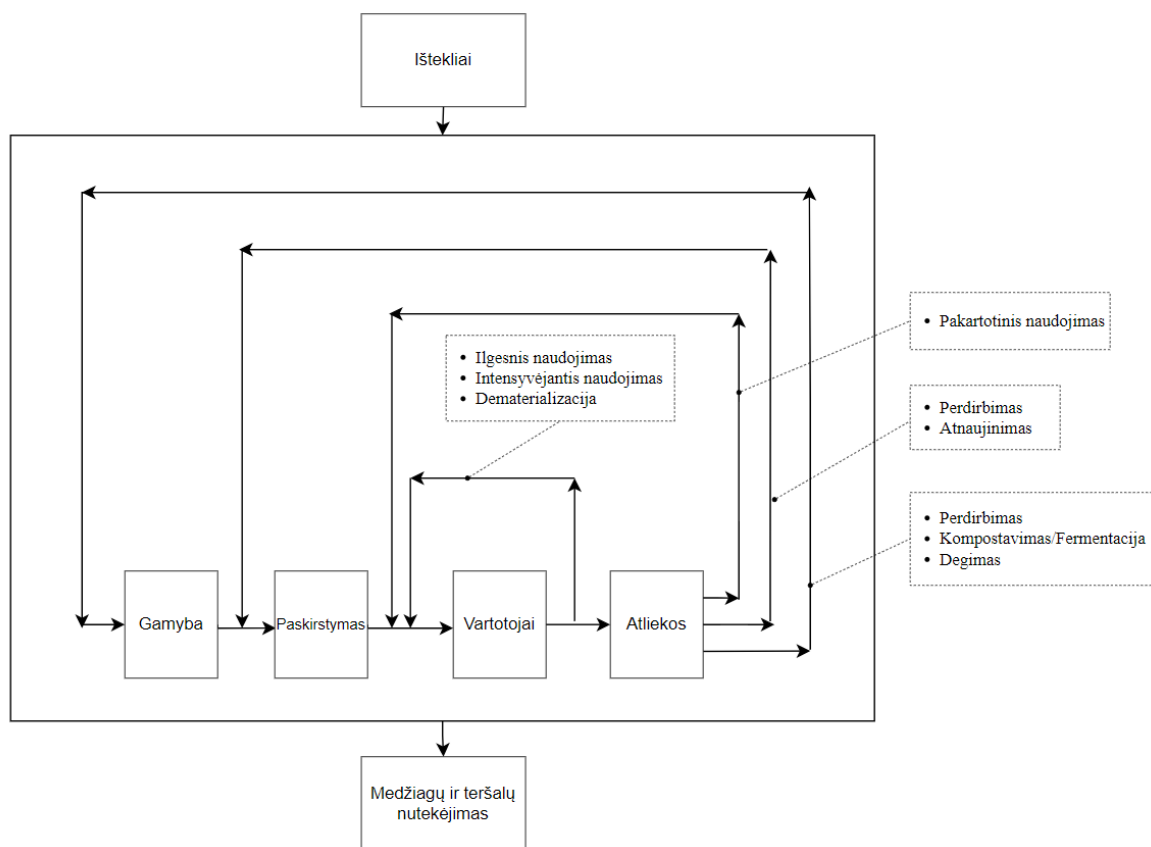 Ištekliai
Pakartotinis naudojimas
Ilgesnis naudojimas
Intensyvėjantis naudojimas
Dematerializacija
Perdirbimas
Atnaujinimas
Perdirbimas
Kompostavimas/Fermentacija
Degimas
Gamyba
Paskirstymas
Vartotojai
Atliekos
Medžiagų ir teršalų
nutekėjimas